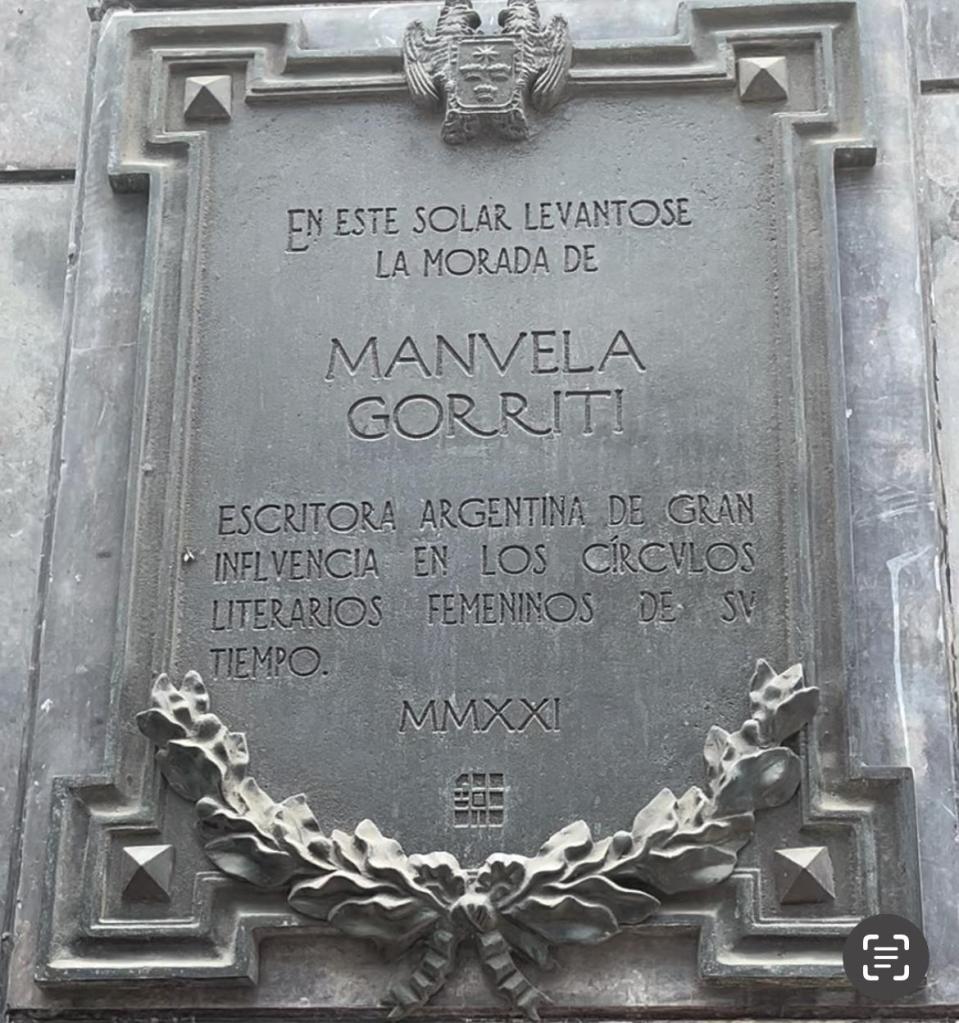 EN ESTE SOLAR LEVANTOSE
LA MORADA DE
MANVELA
GORRITI
ESCRITORA ARGENTINA DE GRAN
INFLVENCIA EN LOS CÍRCVLOS
LITERARIOS FEMENINOS DE SV
TIEMPO.
MMXXI